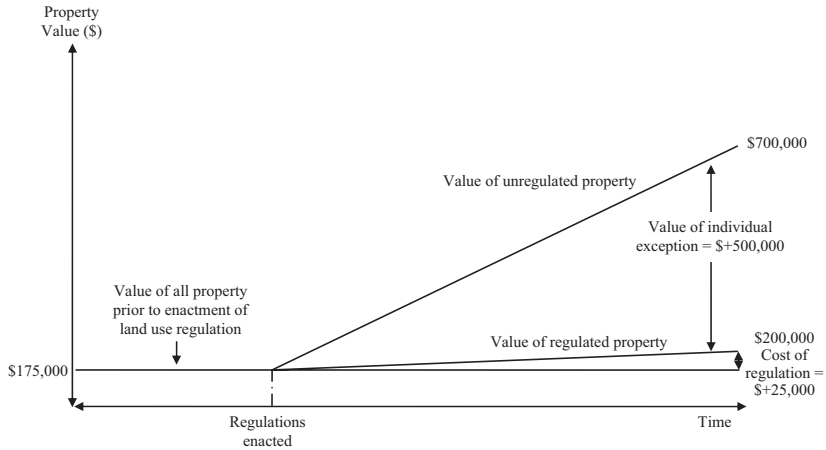 Property
Value ($)
$700,000
Value of unregulated property
Value of individual
exception = $+500,000
Value of all property
prior to enactment of
land use regulation
Value of regulated property
$200,000
Cost of
regulation =
$+25,000
$175,000
Regulations
enacted
Time